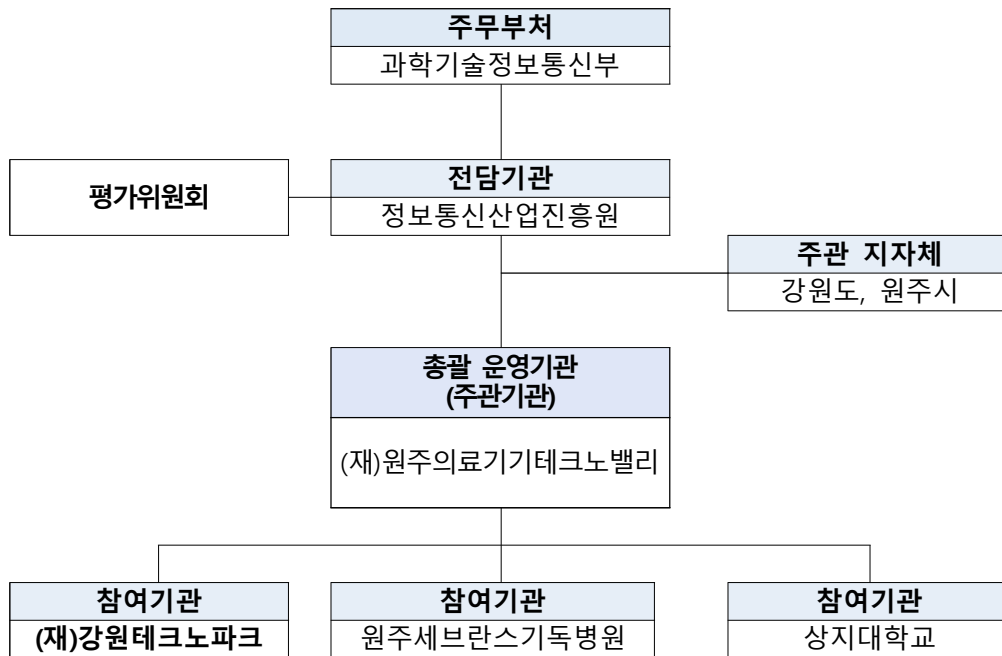 주무부처
과학기술정보통신부
평가위원회
전담기관
정보통신산업진흥원
주관 지자체
강원도, 원주시
총괄 운영기관
(주관기관)
(재)원주의료기기테크노밸리
참여기관
(재)강원테크노파크
참여기관
원주세브란스기독병원
참여기관
상지대학교